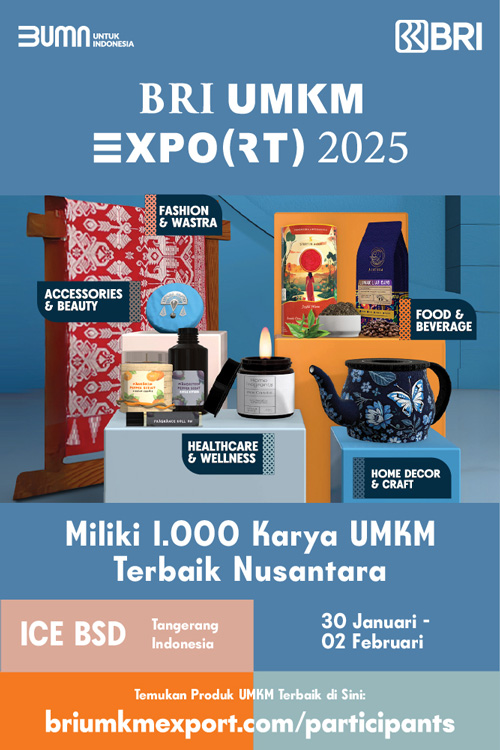 BUMN UNTUK
INDONESIA
BRI
BRI UMKM
EXPO(RT) 2025
FASHION
& WASTRA
ACCESSORIES
& BEAUTY
FOOD &
BEVERAGE
HEALTHCARE
& WELLNESS
HOME DECOR
& CRAFT
Miliki 1.000 Karya UMKM
Terbaik Nusantara
ICE BSD
Tangerang
Indonesia
30 Januari -
02 Februari
Temukan Produk UMKM Terbaik di Sini:
briumkmexport.com/participants